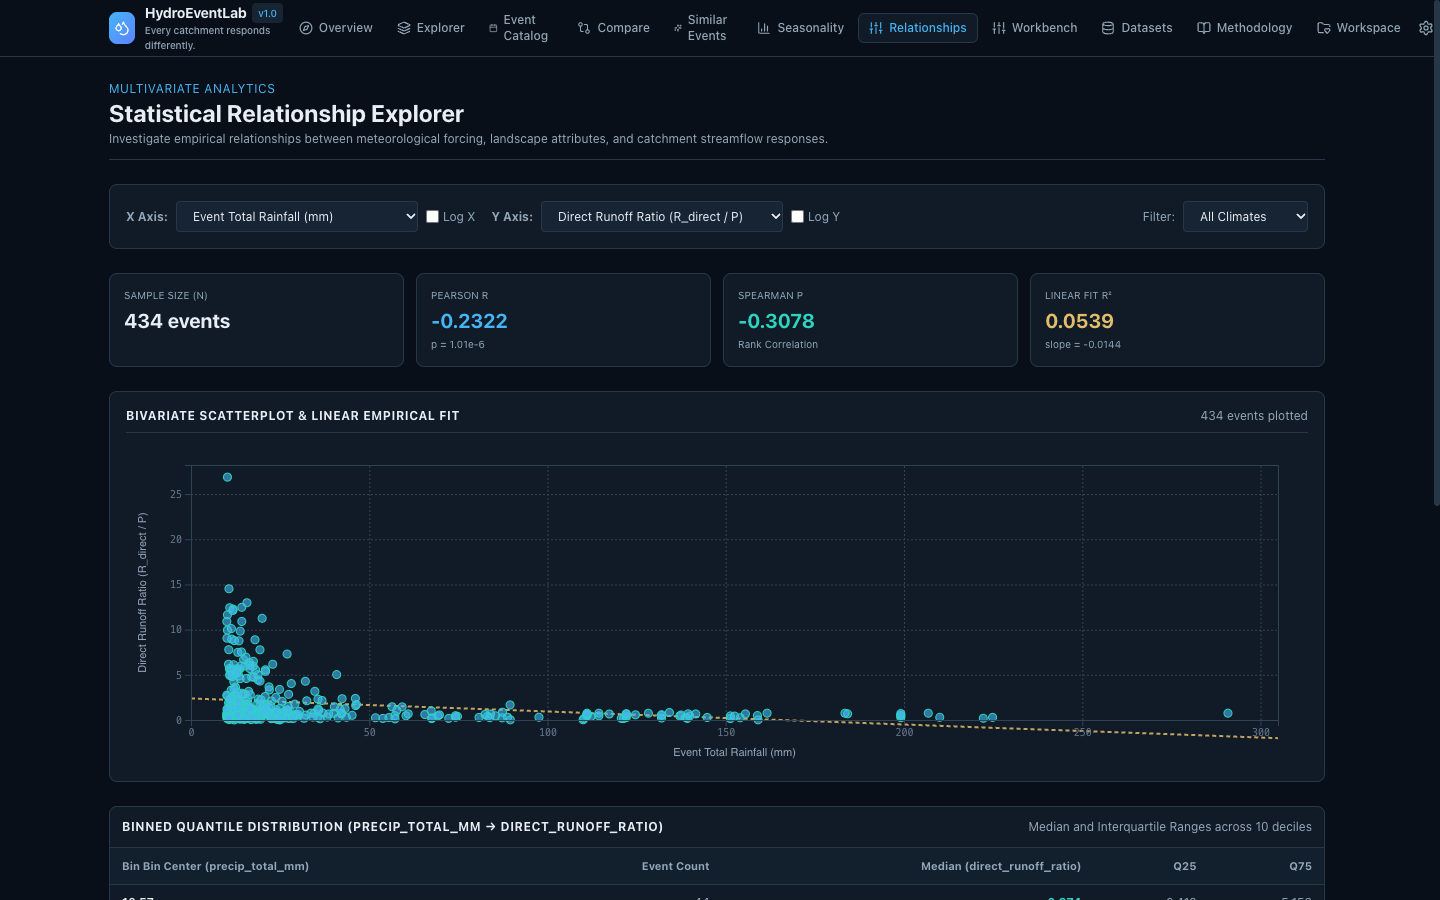 HydroEventLab v1.0
Every catchment responds
differently.
Overview
Explorer
Event
Catalog
Compare
Similar
Events
Seasonality
Relationships
Workbench
Datasets
Methodology
Workspace
MULTIVARIATE ANALYTICS
Statistical Relationship Explorer
Investigate empirical relationships between meteorological forcing, landscape attributes, and catchment streamflow responses.
X Axis: Event Total Rainfall (mm) Log X Y Axis: Direct Runoff Ratio (R_direct / P) Log Y Filter: All Climates
SAMPLE SIZE (N)
434 events
PEARSON R
-0.2322
p = 1.01e-6
SPEARMAN Ρ
-0.3078
Rank Correlation
LINEAR FIT R²
0.0539
slope = -0.0144
BIVARIATE SCATTERPLOT & LINEAR EMPIRICAL FIT
434 events plotted
Direct Runoff Ratio (R_direct / P)
25
20
15
10
5
0
0 50 100 150 200 250 300
Event Total Rainfall (mm)
BINNED QUANTILE DISTRIBUTION (PRECIP_TOTAL_MM → DIRECT_RUNOFF_RATIO)
Median and Interquartile Ranges across 10 deciles
Bin Bin Center (precip_total_mm) Event Count Median (direct_runoff_ratio) Q25 Q75